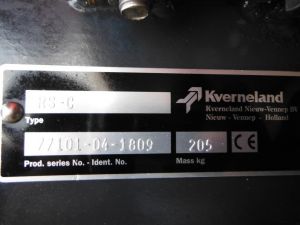 Kverneland
Kverneland Nieuw-Vennep BV
Nieuw - Vennep - Holland
RS-C
Type
77101-04-1809 205 CE
Prod. series No. - Ident. No. Mass kg